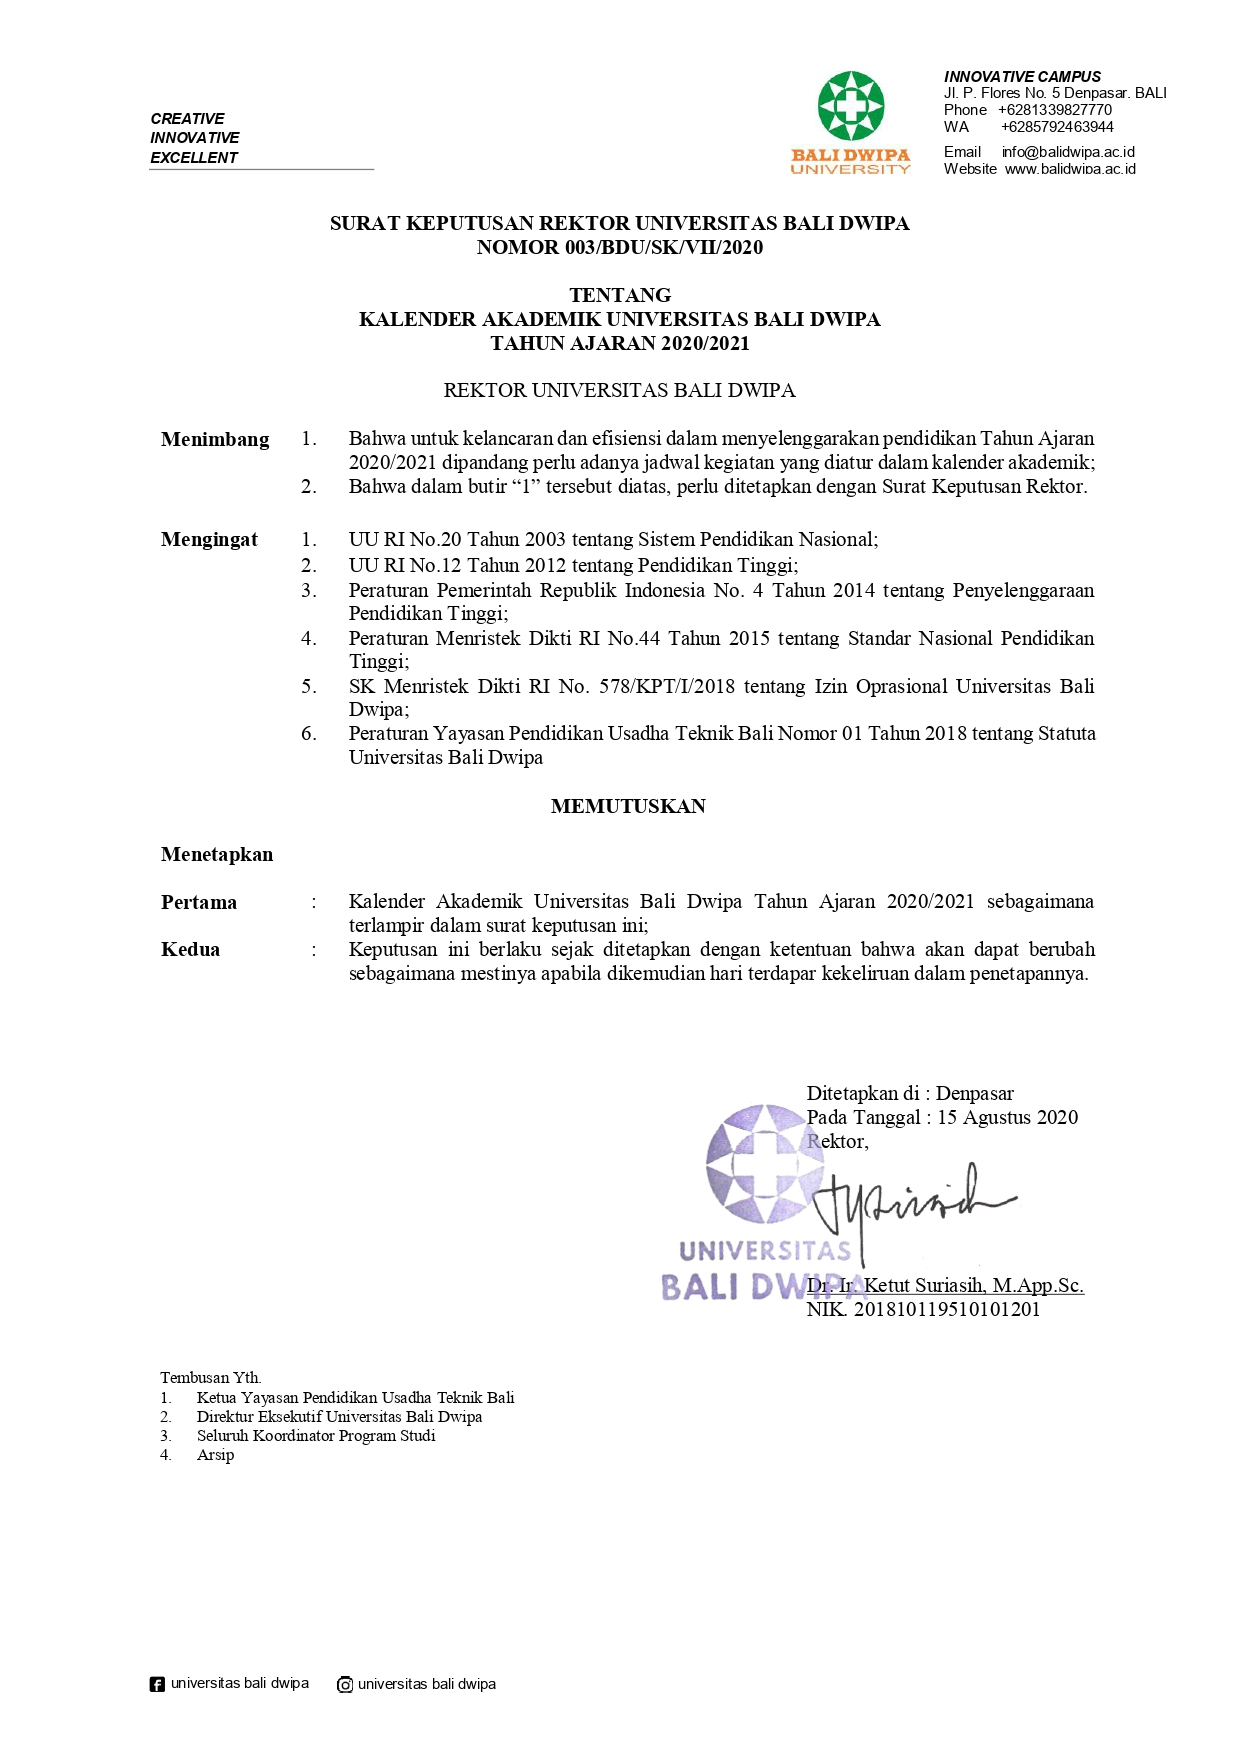 CREATIVE
INNOVATIVE
EXCELLENT
BALI DWIPA
UNIVERSITY
INNOVATIVE CAMPUS
Jl. P. Flores No. 5 Denpasar. BALI
Phone +6281339827770
WA +6285792463944
Email info@balidwipa.ac.id
Website www.balidwipa.ac.id
SURAT KEPUTUSAN REKTOR UNIVERSITAS BALI DWIPA
NOMOR 003/BDU/SK/VII/2020
TENTANG
KALENDER AKADEMIK UNIVERSITAS BALI DWIPA
TAHUN AJARAN 2020/2021
REKTOR UNIVERSITAS BALI DWIPA
Menimbang 1. Bahwa untuk kelancaran dan efisiensi dalam menyelenggarakan pendidikan Tahun Ajaran
2020/2021 dipandang perlu adanya jadwal kegiatan yang diatur dalam kalender akademik;
2. Bahwa dalam butir “1” tersebut diatas, perlu ditetapkan dengan Surat Keputusan Rektor.
Mengingat 1. UU RI No.20 Tahun 2003 tentang Sistem Pendidikan Nasional;
2. UU RI No.12 Tahun 2012 tentang Pendidikan Tinggi;
3. Peraturan Pemerintah Republik Indonesia No. 4 Tahun 2014 tentang Penyelenggaraan
Pendidikan Tinggi;
4. Peraturan Menristek Dikti RI No.44 Tahun 2015 tentang Standar Nasional Pendidikan
Tinggi;
5. SK Menristek Dikti RI No. 578/KPT/I/2018 tentang Izin Oprasional Universitas Bali
Dwipa;
6. Peraturan Yayasan Pendidikan Usadha Teknik Bali Nomor 01 Tahun 2018 tentang Statuta
Universitas Bali Dwipa
MEMUTUSKAN
Menetapkan
Pertama : Kalender Akademik Universitas Bali Dwipa Tahun Ajaran 2020/2021 sebagaimana
terlampir dalam surat keputusan ini;
Kedua : Keputusan ini berlaku sejak ditetapkan dengan ketentuan bahwa akan dapat berubah
sebagaimana mestinya apabila dikemudian hari terdapar kekeliruan dalam penetapannya.
Ditetapkan di : Denpasar
Pada Tanggal : 15 Agustus 2020
Rektor,
UNIVERSITAS
BALI DWIPA
Dr. Ir. Ketut Suriasih, M.App.Sc.
NIK. 201810119510101201
Tembusan Yth.
1. Ketua Yayasan Pendidikan Usadha Teknik Bali
2. Direktur Eksekutif Universitas Bali Dwipa
3. Seluruh Koordinator Program Studi
4. Arsip
universitas bali dwipa universitas bali dwipa